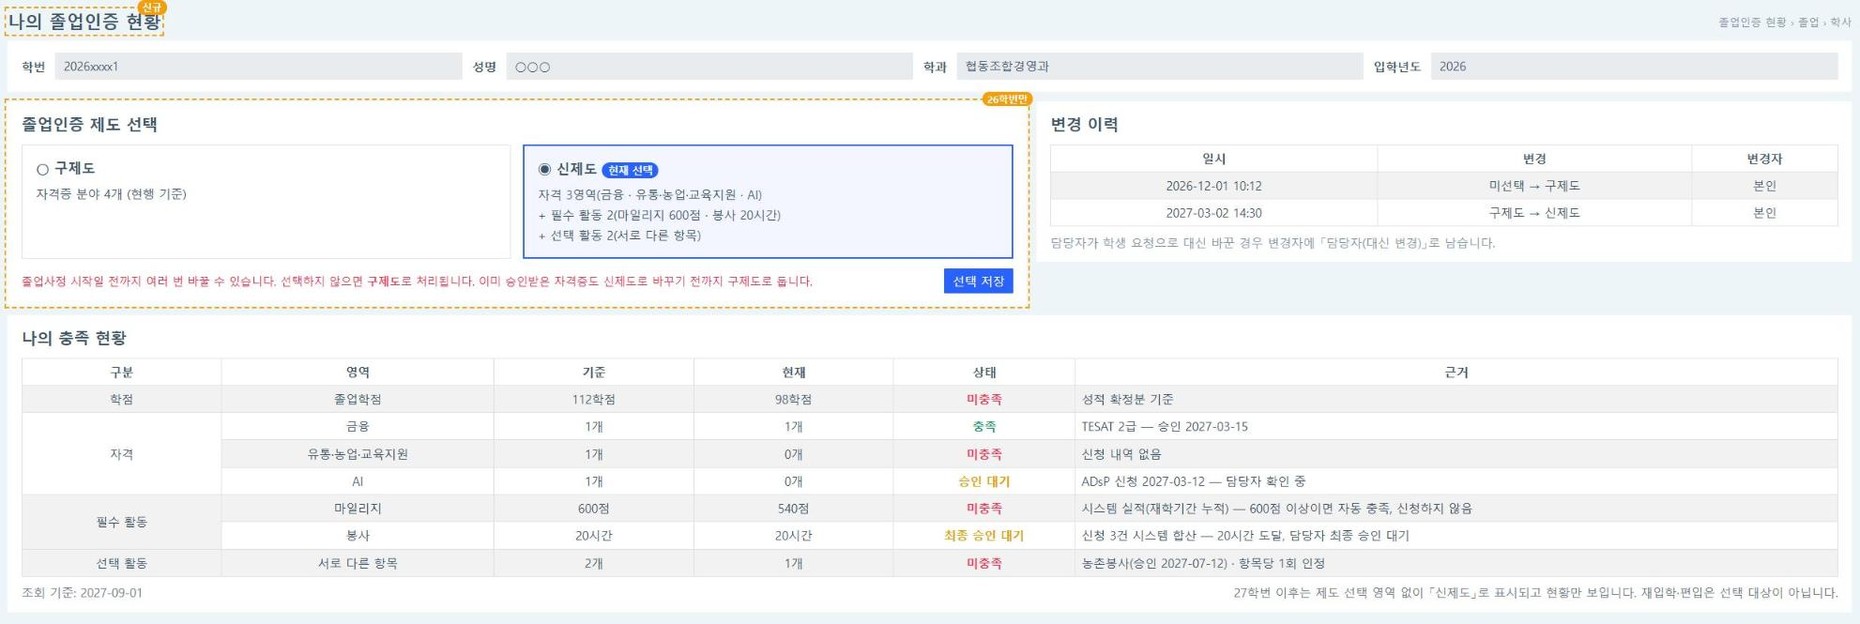 나의 졸업인증 현황 신규
졸업인증 현황 › 졸업 › 학사
학번 2026xxxx1 성명 ○○○ 학과 협동조합경영과 입학년도 2026
26학번만
졸업인증 제도 선택
구제도
자격증 분야 4개 (현행 기준)
신제도 현재 선택
자격 3영역(금융 · 유통·농업·교육지원 · AI)
+ 필수 활동 2(마일리지 600점 · 봉사 20시간)
+ 선택 활동 2(서로 다른 항목)
졸업사정 시작일 전까지 여러 번 바꿀 수 있습니다. 선택하지 않으면 구제도로 처리됩니다. 이미 승인받은 자격증도 신제도로 바꾸기 전까지 구제도로 둡니다.
선택 저장
변경 이력
일시 변경 변경자
2026-12-01 10:12 미선택 → 구제도 본인
2027-03-02 14:30 구제도 → 신제도 본인
담당자가 학생 요청으로 대신 바꾼 경우 변경자에 「담당자(대신 변경)」로 남습니다.
나의 충족 현황
구분 영역 기준 현재 상태 근거
학점 졸업학점 112학점 98학점 미충족 성적 확정분 기준
자격 금융 1개 1개 충족 TESAT 2급 — 승인 2027-03-15
유통·농업·교육지원 1개 0개 미충족 신청 내역 없음
AI 1개 0개 승인 대기 ADsP 신청 2027-03-12 — 담당자 확인 중
필수 활동 마일리지 600점 540점 미충족 시스템 실적(재학기간 누적) — 600점 이상이면 자동 충족, 신청하지 않음
봉사 20시간 20시간 최종 승인 대기 신청 3건 시스템 합산 — 20시간 도달, 담당자 최종 승인 대기
선택 활동 서로 다른 항목 2개 1개 미충족 농촌봉사(승인 2027-07-12) · 항목당 1회 인정
조회 기준: 2027-09-01
27학번 이후는 제도 선택 영역 없이 「신제도」로 표시되고 현황만 보입니다. 재입학·편입은 선택 대상이 아닙니다.